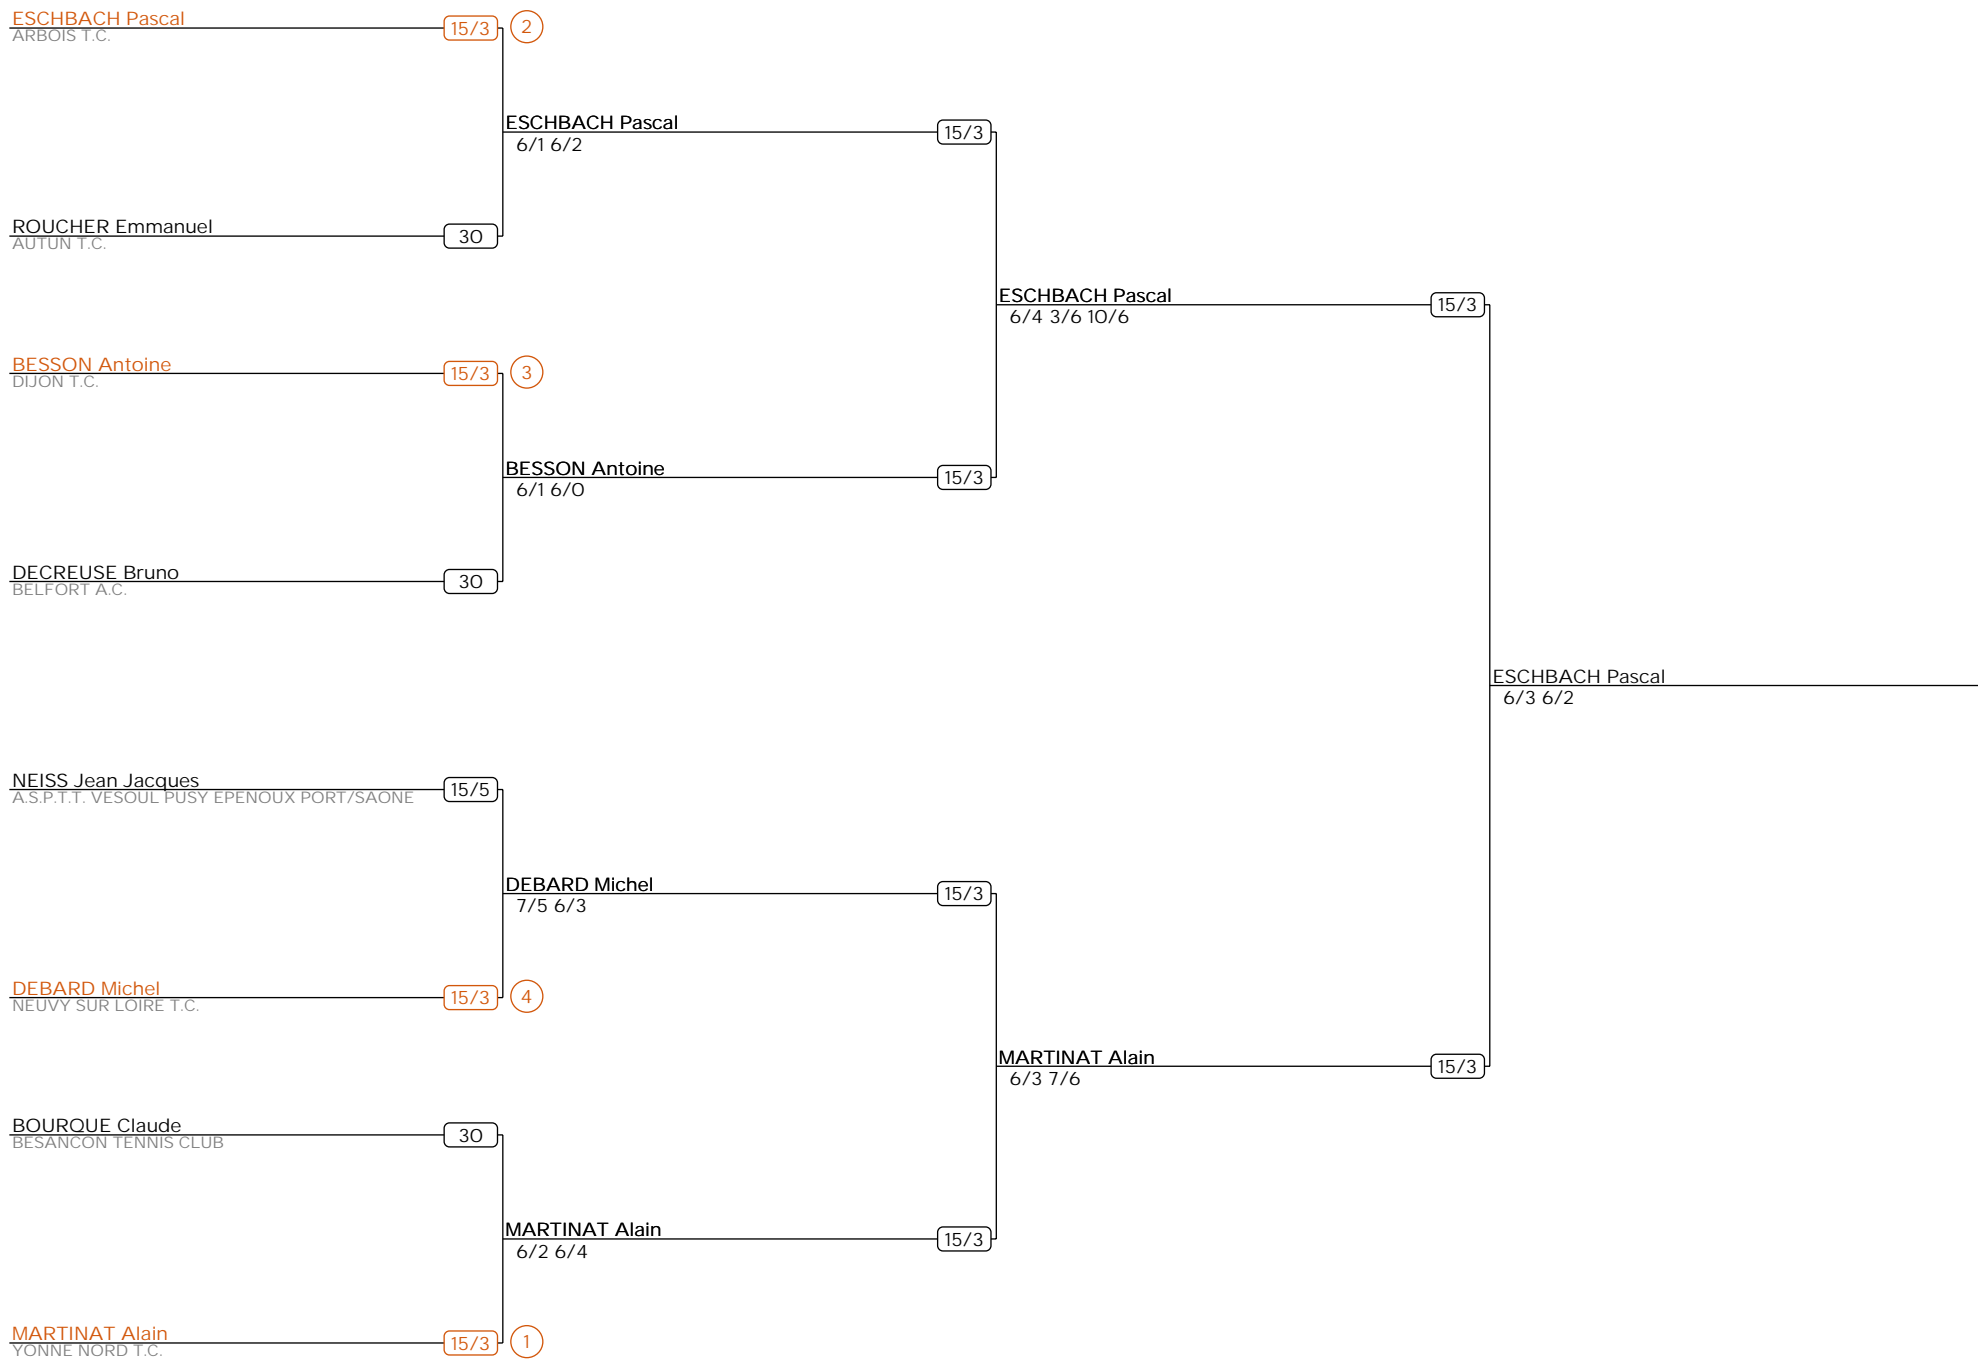 ESCHBACH Pascal 15/3 2
ARBOIS T.C.
ESCHBACH Pascal 15/3
6/1 6/2
ROUCHER Emmanuel 30
AUTUN T.C.
ESCHBACH Pascal 15/3
6/4 3/6 10/6
BESSON Antoine 15/3 3
DIJON T.C.
BESSON Antoine 15/3
6/1 6/0
DECREUSE Bruno 30
BELFORT A.C.
ESCHBACH Pascal
6/3 6/2
NEISS Jean Jacques 15/5
A.S.P.T.T. VESOUL PUSY EPENOUX PORT/SAONE
DEBARD Michel 15/3
7/5 6/3
DEBARD Michel 15/3 4
NEUVY SUR LOIRE T.C.
MARTINAT Alain 15/3
6/3 7/6
BOURQUE Claude 30
BESANCON TENNIS CLUB
MARTINAT Alain 15/3
6/2 6/4
MARTINAT Alain 15/3 1
YONNE NORD T.C.